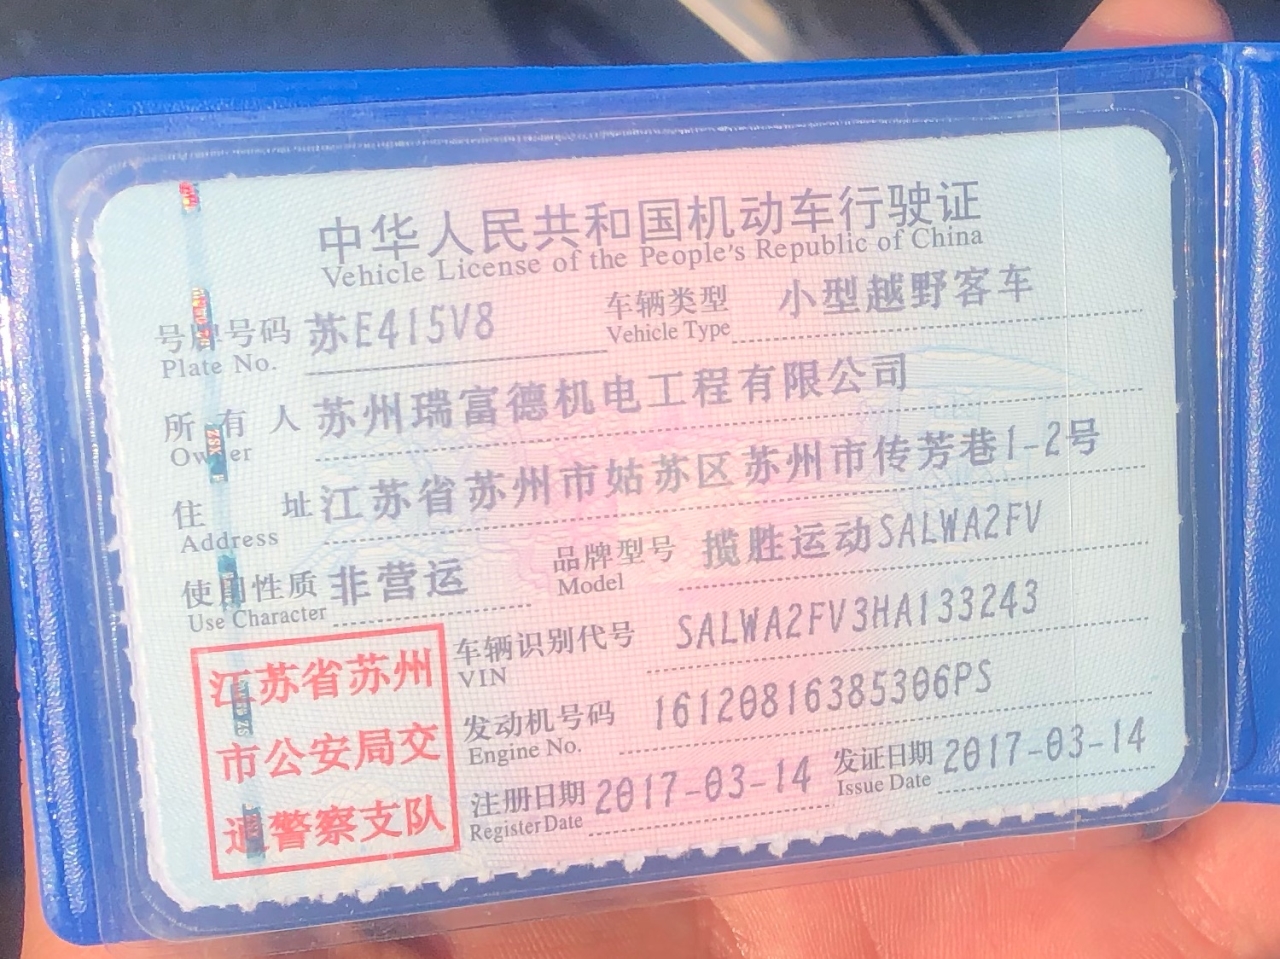 中华人民共和国机动车行驶证
Vehicle License of the People's Republic of China
号牌号码 苏E415V8 车辆类型 小型越野客车
Plate No. Vehicle Type
所有人 苏州瑞富德机电工程有限公司
Owner
住址 江苏省苏州市姑苏区苏州市传芳巷1-2号
Address
使用性质 非营运 品牌型号 揽胜运动SALWA2FV
Use Character Model
车辆识别代号 SALWA2FV3HA133243
VIN
发动机号码 16120816385306PS
Engine No.
注册日期 2017-03-14 发证日期 2017-03-14
Register Date Issue Date
江苏省苏州
市公安局交
通警察支队